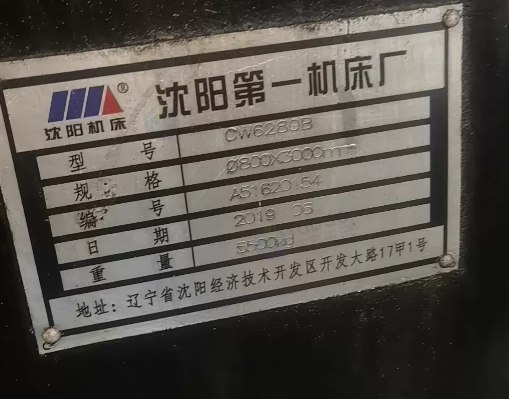 沈阳机床®
沈阳第一机床厂
型号 CW6280B
规格 Ø800X3000mm
编号 A51620154
日期 2019 06
重量 5500kg
地址：辽宁省沈阳经济技术开发区开发大路17甲1号